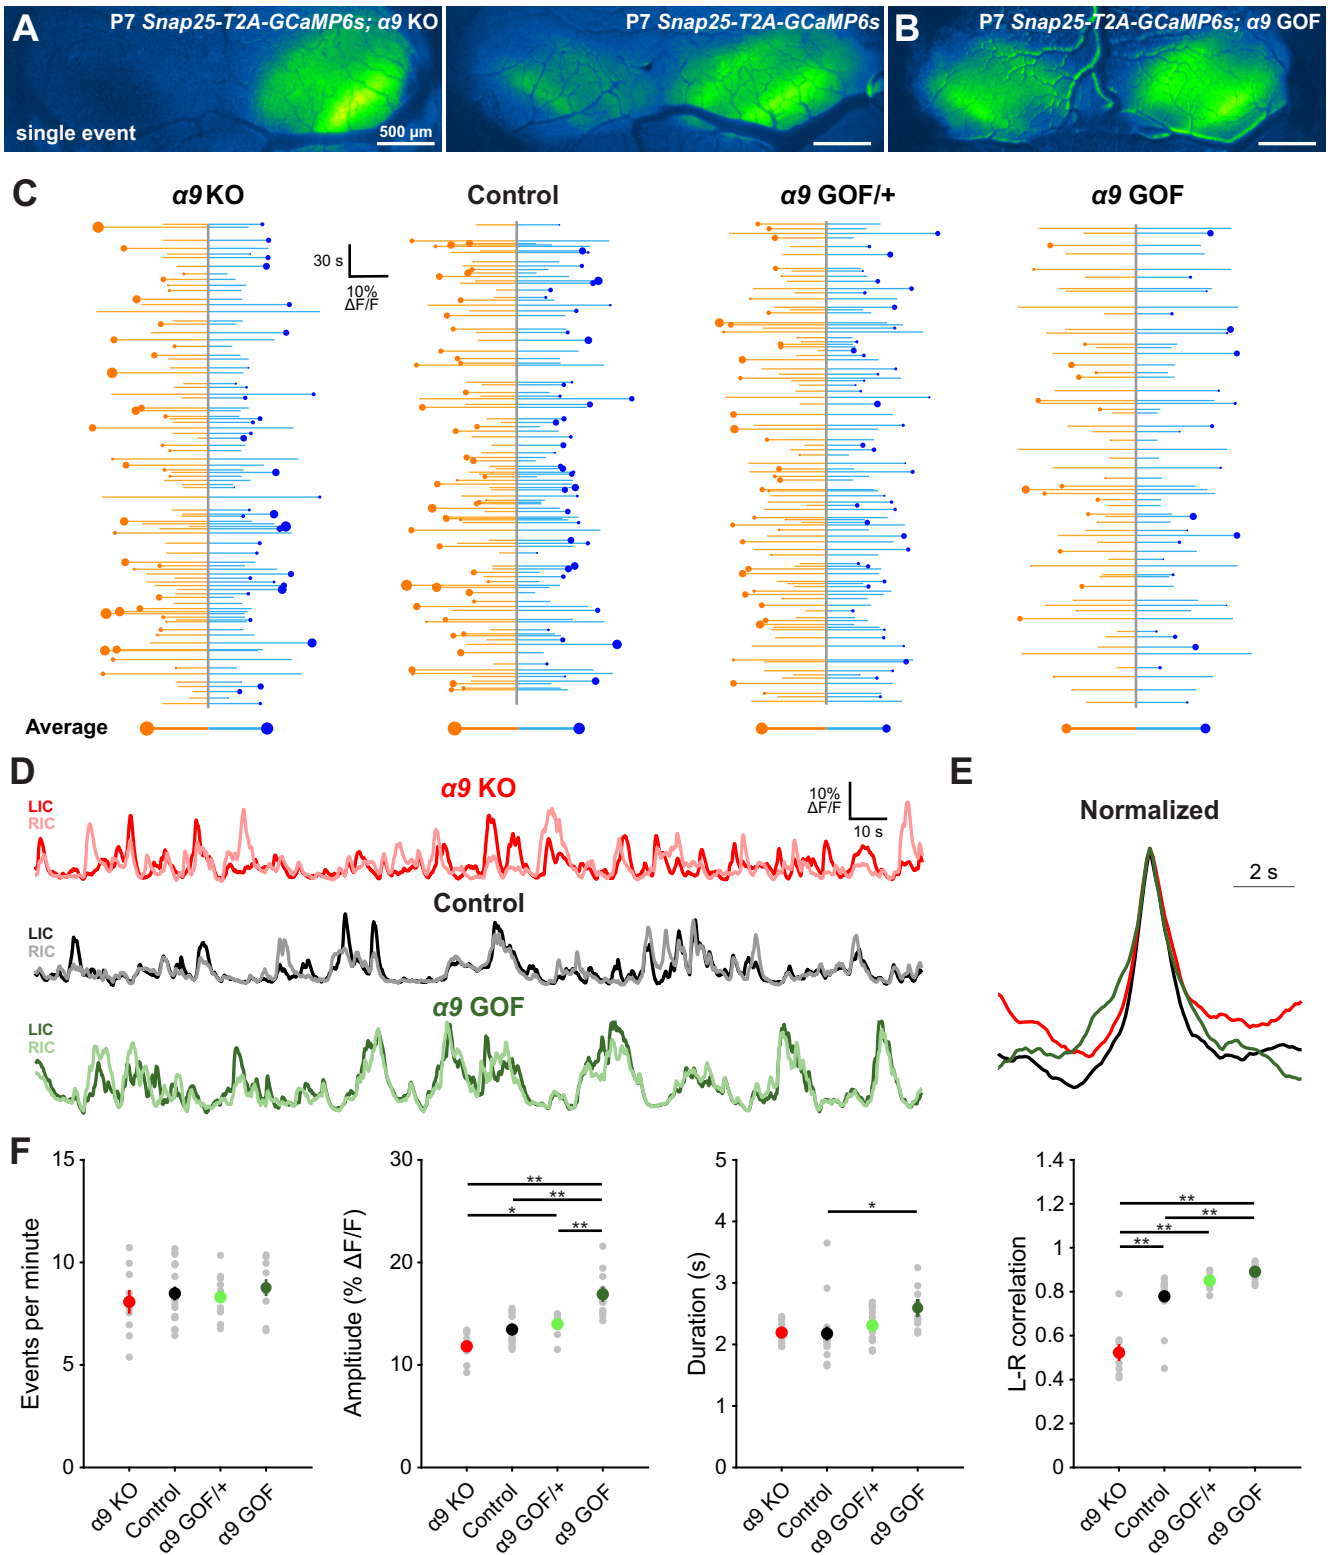 A
P7 Snap25-T2A-GCaMP6s; α9 KO
single event
500 µm
P7 Snap25-T2A-GCaMP6s
B
P7 Snap25-T2A-GCaMP6s; α9 GOF
C
α9 KO
Control
α9 GOF/+
α9 GOF
30 s
10%
ΔF/F
Average
D
α9 KO
LIC
RIC
10%
ΔF/F
10 s
Control
LIC
RIC
α9 GOF
LIC
RIC
E
Normalized
2 s
F
Events per minute
15
10
5
0
α9 KO
Control
α9 GOF/+
α9 GOF
Ampltiude (% ΔF/F)
30
20
10
0
**
**
*
**
α9 KO
Control
α9 GOF/+
α9 GOF
Duration (s)
5
4
3
2
1
0
*
α9 KO
Control
α9 GOF/+
α9 GOF
L-R correlation
1.4
1.2
1
0.8
0.6
0.4
0.2
0
**
**
**
**
α9 KO
Control
α9 GOF/+
α9 GOF